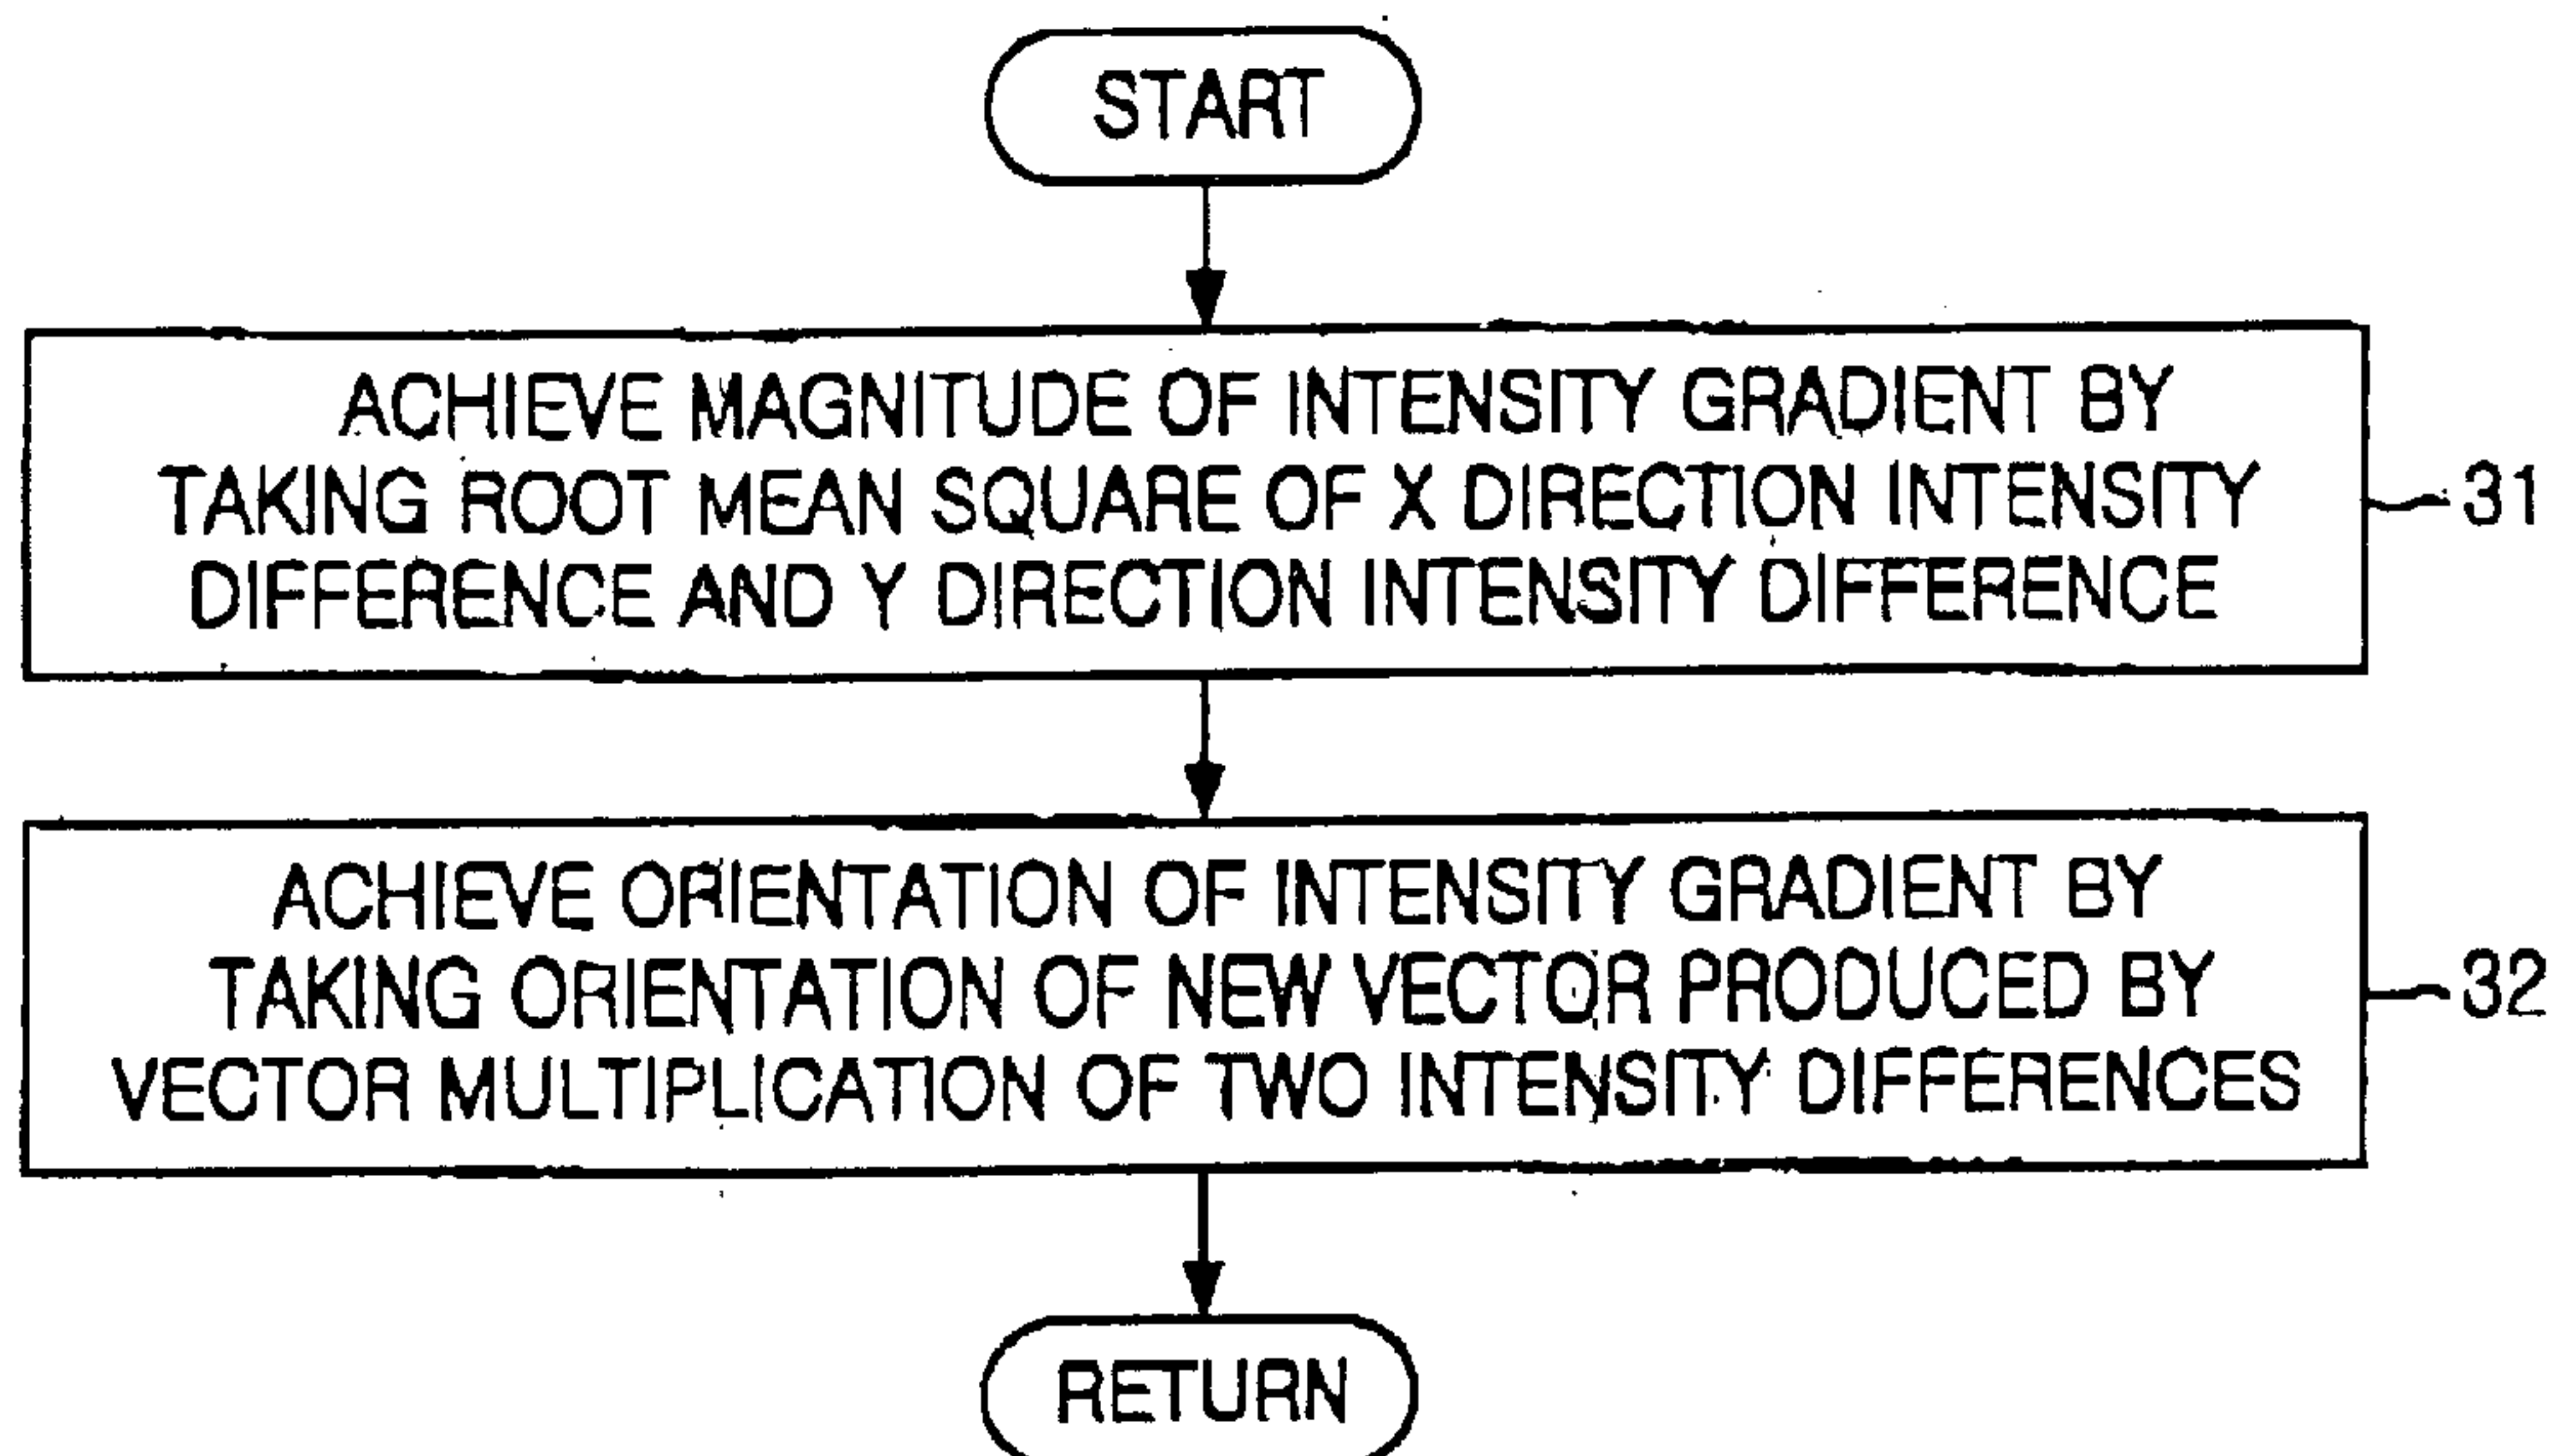 START
ACHIEVE MAGNITUDE OF INTENSITY GRADIENT BY
TAKING ROOT MEAN SQUARE OF X DIRECTION INTENSITY
DIFFERENCE AND Y DIRECTION INTENSITY DIFFERENCE
31
ACHIEVE ORIENTATION OF INTENSITY GRADIENT BY
TAKING ORIENTATION OF NEW VECTOR PRODUCED BY
VECTOR MULTIPLICATION OF TWO INTENSITY DIFFERENCES
32
RETURN